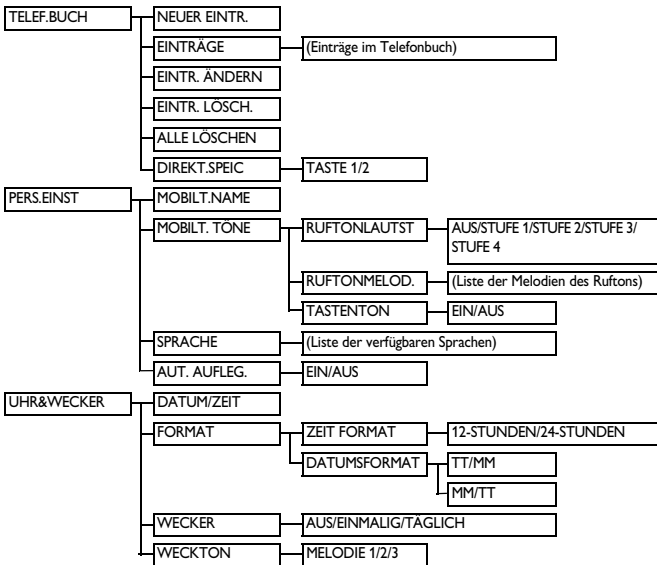 TELEF.BUCH
NEUER EINTR.
EINTRÄGE
(Einträge im Telefonbuch)
EINTR. ÄNDERN
EINTR. LÖSCH.
ALLE LÖSCHEN
DIREKT.SPEIC
TASTE 1/2
PERS.EINST
MOBILT.NAME
MOBILT. TÖNE
RUFTONLAUTST
AUS/STUFE 1/STUFE 2/STUFE 3/
STUFE 4
RUFTONMELOD.
(Liste der Melodien des Ruftons)
TASTENTON
EIN/AUS
SPRACHE
(Liste der verfügbaren Sprachen)
AUT. AUFLEG.
EIN/AUS
UHR&WECKER
DATUM/ZEIT
FORMAT
ZEIT FORMAT
12-STUNDEN/24-STUNDEN
DATUMSFORMAT
TT/MM
MM/TT
WECKER
AUS/EINMALIG/TÄGLICH
WECKTON
MELODIE 1/2/3